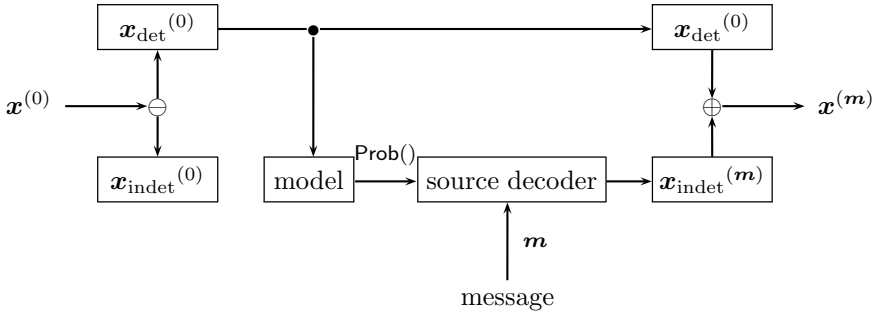 x_det^(0)
x_det^(0)
x^(0)
x^(m)
Prob()
x_indet^(0)
model
source decoder
x_indet^(m)
m
message